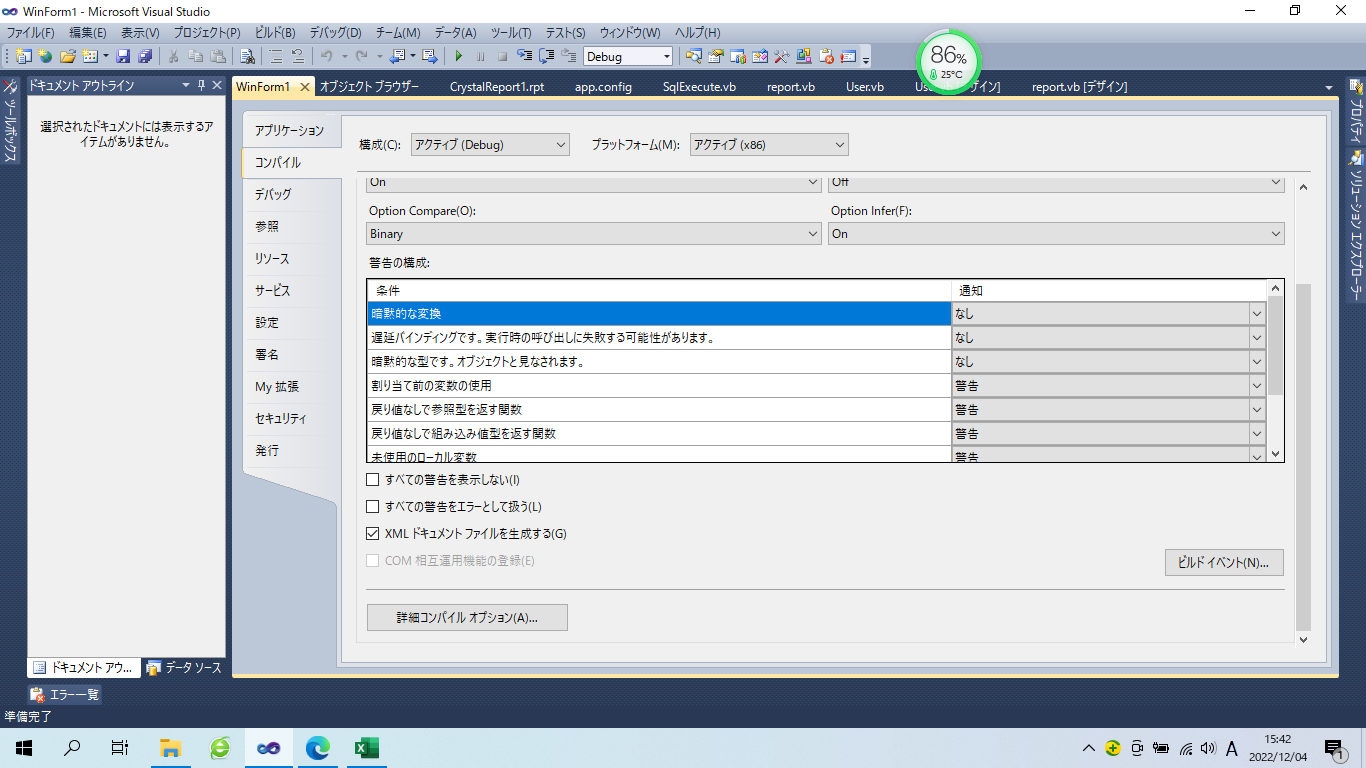 WinForm1 - Microsoft Visual Studio
ファイル(F) 編集(E) 表示(V) プロジェクト(P) ビルド(B) デバッグ(D) チーム(M) データ(A) ツール(T) テスト(S) ウィンドウ(W) ヘルプ(H)
Debug
86%
25°C
ツールボックス
ドキュメント アウトライン
選択されたドキュメントには表示するア
イテムがありません。
WinForm1 オブジェクト ブラウザー CrystalReport1.rpt app.config SqlExecute.vb report.vb User.vb Use デザイン] report.vb [デザイン]
プロパティ
ソリューション エクスプローラー
アプリケーション
コンパイル
デバッグ
参照
リソース
サービス
設定
署名
My 拡張
セキュリティ
発行
構成(C): アクティブ (Debug) プラットフォーム(M): アクティブ (x86)
On Off
Option Compare(O): Option Infer(F):
Binary On
警告の構成:
条件 通知
暗黙的な変換 なし
遅延バインディングです。実行時の呼び出しに失敗する可能性があります。 なし
暗黙的な型です。オブジェクトと見なされます。 なし
割り当て前の変数の使用 警告
戻り値なしで参照型を返す関数 警告
戻り値なしで組み込み値型を返す関数 警告
未使用のローカル変数 警告
すべての警告を表示しない(I)
すべての警告をエラーとして扱う(L)
XML ドキュメント ファイルを生成する(G)
COM 相互運用機能の登録(E)
ビルド イベント(N)...
詳細コンパイル オプション(A)...
ドキュメント アウ... データ ソース
エラー一覧
準備完了
A 15:42
2022/12/04
1